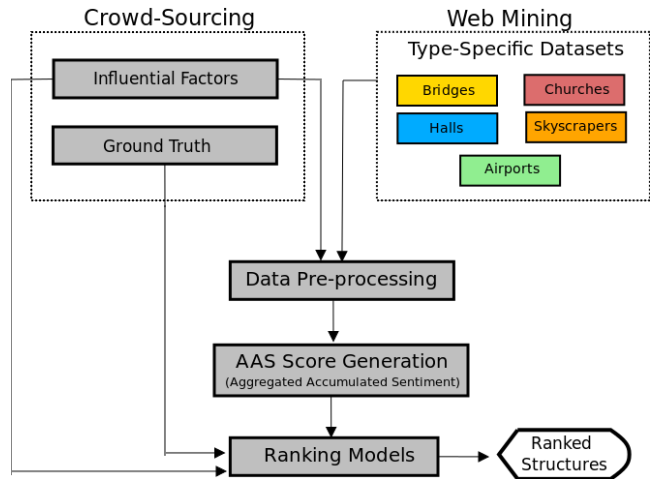 Crowd-Sourcing
Influential Factors
Ground Truth
Web Mining
Type-Specific Datasets
Bridges
Churches
Halls
Skyscrapers
Airports
Data Pre-processing
AAS Score Generation
(Aggregated Accumulated Sentiment)
Ranking Models
Ranked
Structures